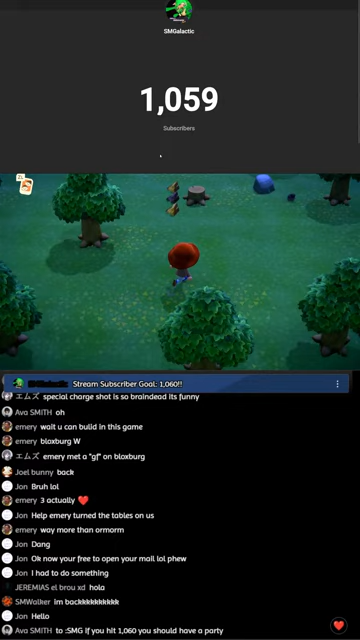 SMGalactic
1,059
Subscribers
SMGalactic Stream Subscriber Goal: 1,060!!
エムズ special charge shot is so braindead its funny
Ava SMITH oh
emery wait u can build in this game
emery bloxburg W
エムズ emery met a "gf" on bloxburg
Joel bunny back
Jon Bruh lol
emery 3 actually ❤️
Jon Help emery turned the tables on us
emery way more than ormorm
Jon Dang
Jon Ok now your free to open your mail lol phew
Jon I had to do something
JEREMIAS el brou xd hola
SMWalker im backkkkkkkkkk
Jon Hello
Ava SMITH to :SMG if you hit 1,060 you should have a party